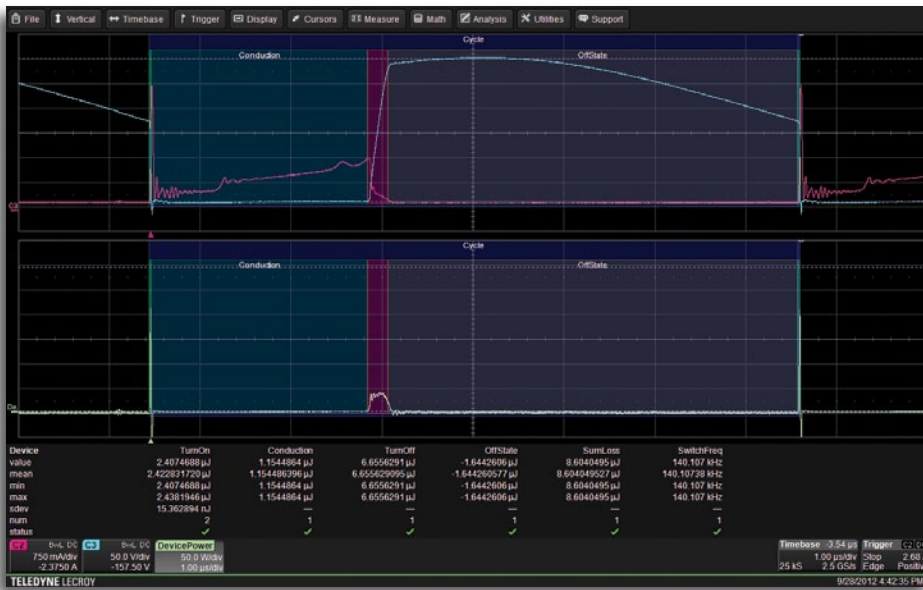 File Vertical Timebase Trigger Display Cursors Measure Math Analysis Utilities Support
Cycle
Conduction OffState
C3
Cycle
Conduction OffState
Device TurnOn Conduction TurnOff OffState SumLoss SwitchFreq
value 2.4074688 µJ 1.1544864 µJ 6.6556291 µJ -1.6442606 µJ 8.6040495 µJ 140.107 kHz
mean 2.422831720 µJ 1.154486396 µJ 6.655629095 µJ -1.644260577 µJ 8.604049527 µJ 140.10738 kHz
min 2.4074688 µJ 1.1544864 µJ 6.6556291 µJ -1.6442606 µJ 8.6040495 µJ 140.107 kHz
max 2.4381946 µJ 1.1544864 µJ 6.6556291 µJ -1.6442606 µJ 8.6040495 µJ 140.107 kHz
sdev 15.362894 nJ --- --- --- --- ---
num 2 1 1 1 1 1
status
C2 BwL DC C3 BwL DC DevicePower Timebase -3.54 µs Trigger C2 DC
750 mA/div 50.0 V/div 50.0 W/div 1.00 µs/div Stop 2.68
-2.3750 A -157.50 V 1.00 µs/div 25 kS 2.5 GS/s Edge Positiv
TELEDYNE LECROY 9/28/2012 4:42:35 PM